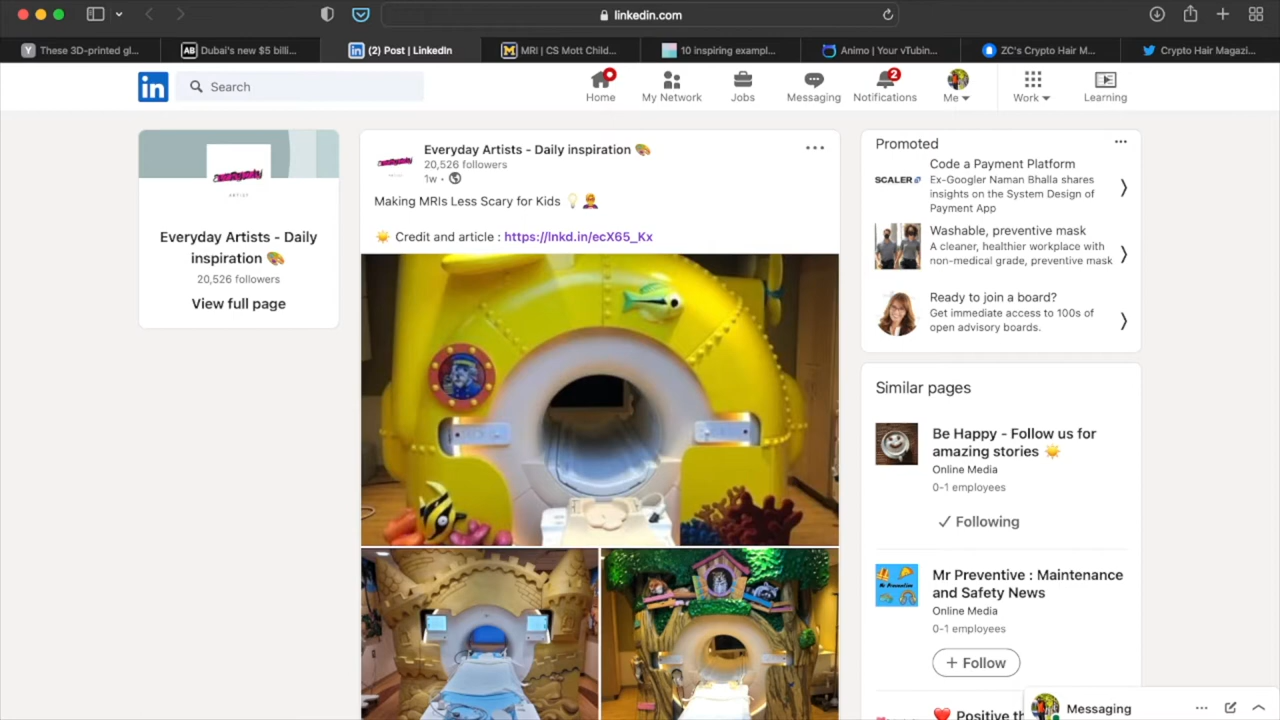 linkedin.com
These 3D-printed gl...
AB Dubai's new $5 billi...
(2) Post | LinkedIn
MRI | CS Mott Child...
10 inspiring exampl...
Animo | Your vTubin...
ZC's Crypto Hair M...
Crypto Hair Magazi...
in
Search
Home
My Network
Jobs
Messaging
2
Notifications
Me
Work
Learning
Everyday Artists - Daily
inspiration 🎨
20,526 followers
View full page
Everyday Artists - Daily inspiration 🎨
20,526 followers
1w •
Making MRIs Less Scary for Kids 💡
☀️ Credit and article : https://lnkd.in/ecX65_Kx
Promoted
SCALER
Code a Payment Platform
Ex-Googler Naman Bhalla shares
insights on the System Design of
Payment App
Washable, preventive mask
A cleaner, healthier workplace with
non-medical grade, preventive mask
Ready to join a board?
Get immediate access to 100s of
open advisory boards.
Similar pages
Be Happy - Follow us for
amazing stories ☀️
Online Media
0-1 employees
✓ Following
Mr Preventive : Maintenance
and Safety News
Online Media
0-1 employees
+ Follow
❤️ Positive th
Messaging